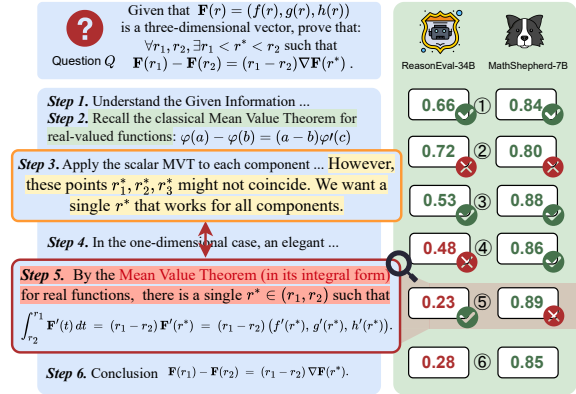 Question Q
Given that F(r) = (f(r), g(r), h(r))
is a three-dimensional vector, prove that:
∀r₁, r₂, ∃r₁ < r* < r₂ such that
F(r₁) − F(r₂) = (r₁ − r₂)∇F(r*) .
ReasonEval-34B
MathShepherd-7B
Step 1. Understand the Given Information ...
Step 2. Recall the classical Mean Value Theorem for
real-valued functions: φ(a) − φ(b) = (a − b)φ′(c)
Step 3. Apply the scalar MVT to each component ... However,
these points r₁*, r₂*, r₃* might not coincide. We want a
single r* that works for all components.
Step 4. In the one-dimensional case, an elegant ...
Step 5. By the Mean Value Theorem (in its integral form)
for real functions, there is a single r* ∈ (r₁, r₂) such that
∫_{r₂}^{r₁} F′(t) dt = (r₁ − r₂) F′(r*) = (r₁ − r₂) (f′(r*), g′(r*), h′(r*)).
Step 6. Conclusion F(r₁) − F(r₂) = (r₁ − r₂) ∇F(r*).
0.66 ① 0.84
0.72 ② 0.80
0.53 ③ 0.88
0.48 ④ 0.86
0.23 ⑤ 0.89
0.28 ⑥ 0.85